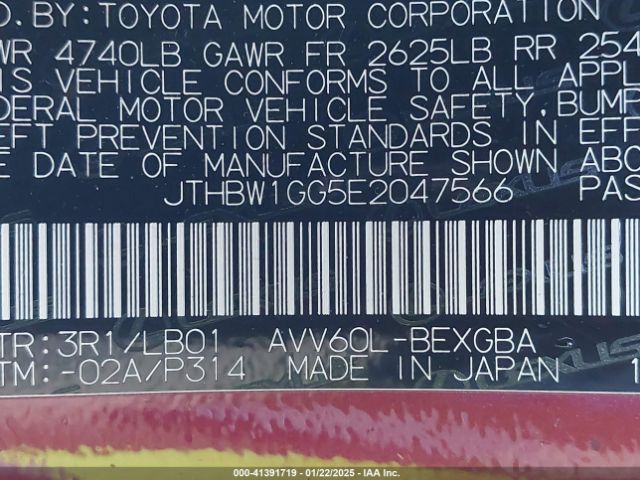 D.BY:TOYOTA MOTOR CORPORATION
WR 4740LB GAWR FR 2625LB RR 254
IS VEHICLE CONFORMS TO ALL APPL
DERAL MOTOR VEHICLE SAFETY,BUMP
EFT PREVENTION STANDARDS IN EFF
E DATE OF MANUFACTURE SHOWN ABO
JTHBW1GG5E2047566 PAS
TR:3R1/LB01 AVV60L-BEXGBA
TM:-02A/P314 MADE IN JAPAN 1
000-41391719 - 01/22/2025 - IAA Inc.